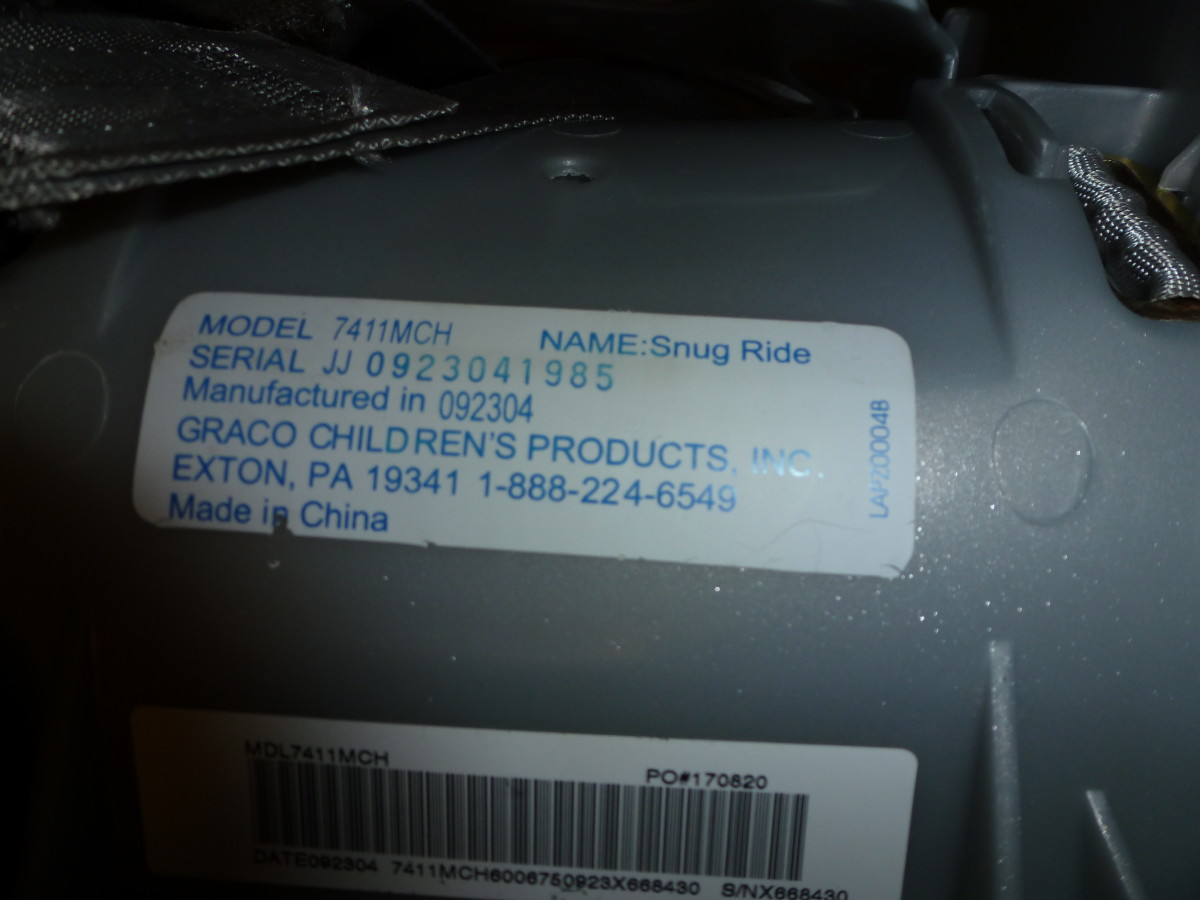 MODEL 7411MCH NAME:Snug Ride
SERIAL JJ 0923041985
Manufactured in 092304
GRACO CHILDREN'S PRODUCTS, INC.
EXTON, PA 19341 1-888-224-6549
Made in China
LAP200048
MDL7411MCH
PO#170820
DATE092304 7411MCH6006750923X668430 S/NX668430